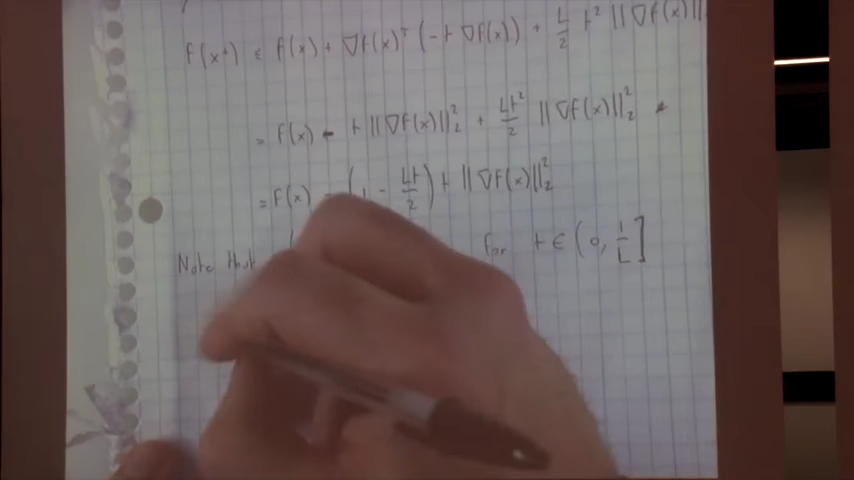 f(x⁺) ≤ f(x) + ∇f(x)ᵀ (-t ∇f(x)) + L/2 t² ||∇f(x)||
= f(x) - t ||∇f(x)||₂² + Lt²/2 ||∇f(x)||₂²
= f(x) - (1 - Lt/2) t ||∇f(x)||₂²
Note that ( for t ∈ (0, 1/L]